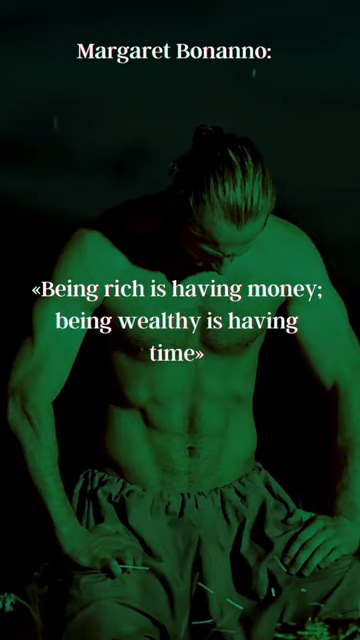 Margaret Bonanno:
«Being rich is having money;
being wealthy is having
time»